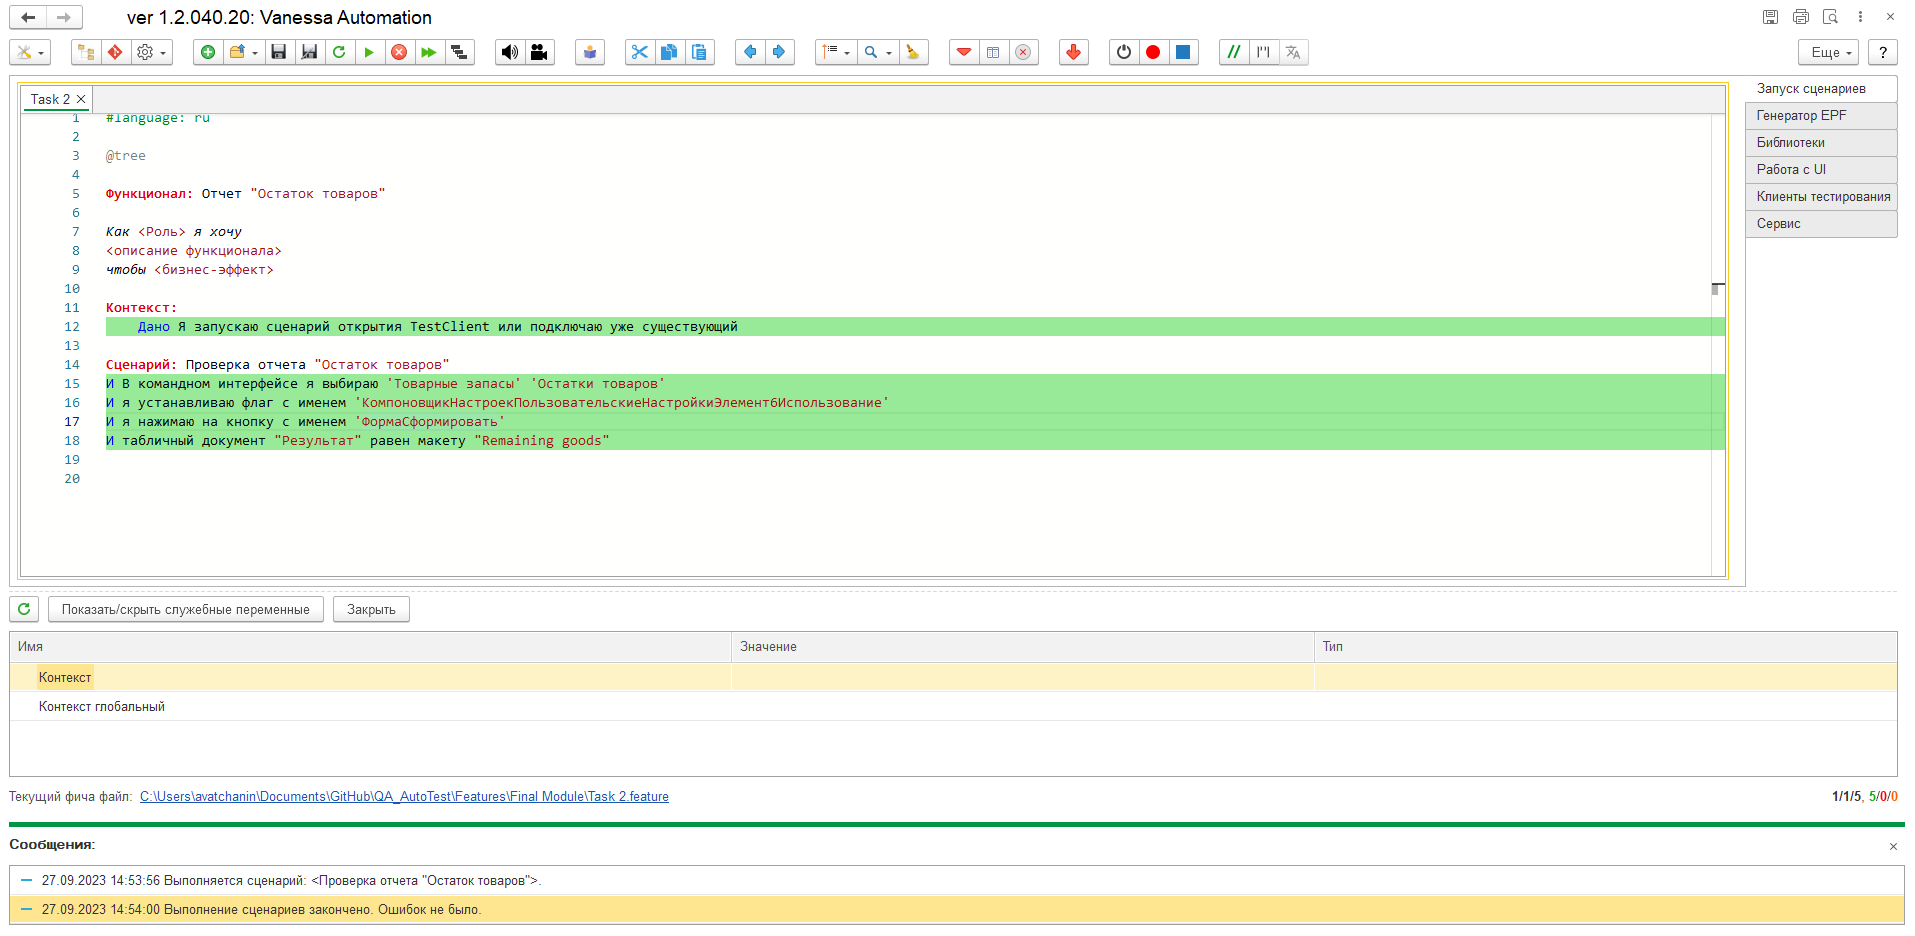 ver 1.2.040.20: Vanessa Automation
Еще
?
Task 2
1 #language: ru
2
3 @tree
4
5 Функционал: Отчет "Остаток товаров"
6
7 Как <Роль> я хочу
8 <описание функционала>
9 чтобы <бизнес-эффект>
10
11 Контекст:
12 Дано Я запускаю сценарий открытия TestClient или подключаю уже существующий
13
14 Сценарий: Проверка отчета "Остаток товаров"
15 И В командном интерфейсе я выбираю 'Товарные запасы' 'Остатки товаров'
16 И я устанавливаю флаг с именем 'КомпоновщикНастроекПользовательскиеНастройкиЭлемент6Использование'
17 И я нажимаю на кнопку с именем 'ФормаСформировать'
18 И табличный документ "Результат" равен макету "Remaining goods"
19
20
Запуск сценариев
Генератор EPF
Библиотеки
Работа с UI
Клиенты тестирования
Сервис
Показать/скрыть служебные переменные
Закрыть
Имя Значение Тип
Контекст
Контекст глобальный
Текущий фича файл: C:\Users\avatchanin\Documents\GitHub\QA_AutoTest\Features\Final Module\Task 2.feature
1/1/5, 5/0/0
Сообщения:
27.09.2023 14:53:56 Выполняется сценарий: <Проверка отчета "Остаток товаров">.
27.09.2023 14:54:00 Выполнение сценариев закончено. Ошибок не было.